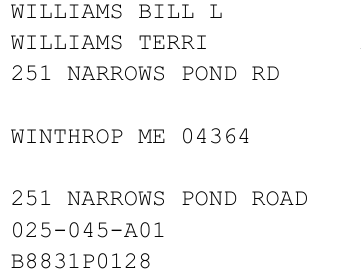 WILLIAMS BILL L
WILLIAMS TERRI
251 NARROWS POND RD
WINTHROP ME 04364
251 NARROWS POND ROAD
025-045-A01
B8831P0128